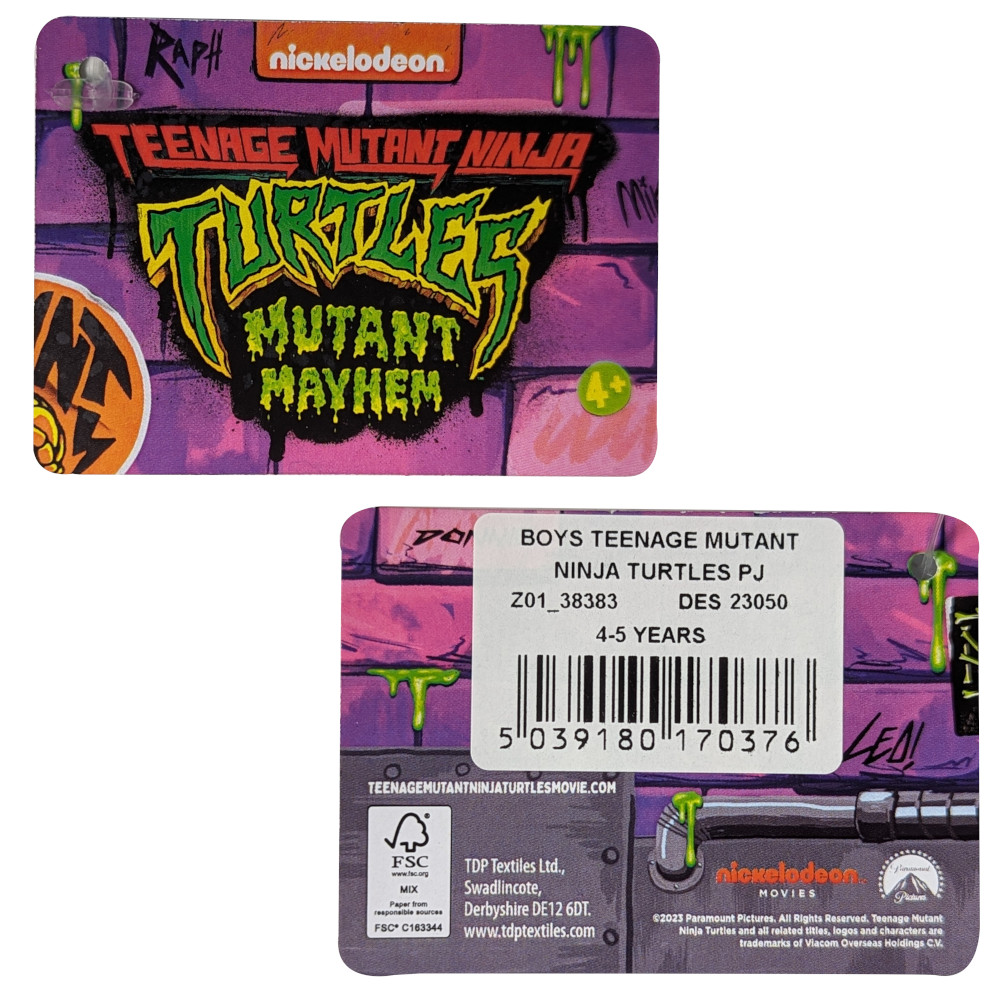 RAPH
nickelodeon
TEENAGE MUTANT NINJA
TURTLES
MUTANT
MAYHEM
4+
BOYS TEENAGE MUTANT
NINJA TURTLES PJ
Z01_38383 DES 23050
4-5 YEARS
5 039180 170376
LEO!
TEENAGEMUTANTNINJATURTLESMOVIE.COM
FSC
www.fsc.org
MIX
Paper from
responsible sources
FSC® C163344
TDP Textiles Ltd.,
Swadlincote,
Derbyshire DE12 6DT.
www.tdptextiles.com
nickelodeon
MOVIES
Paramount
Pictures
©2023 Paramount Pictures. All Rights Reserved. Teenage Mutant
Ninja Turtles and all related titles, logos and characters are
trademarks of Viacom Overseas Holdings C.V.